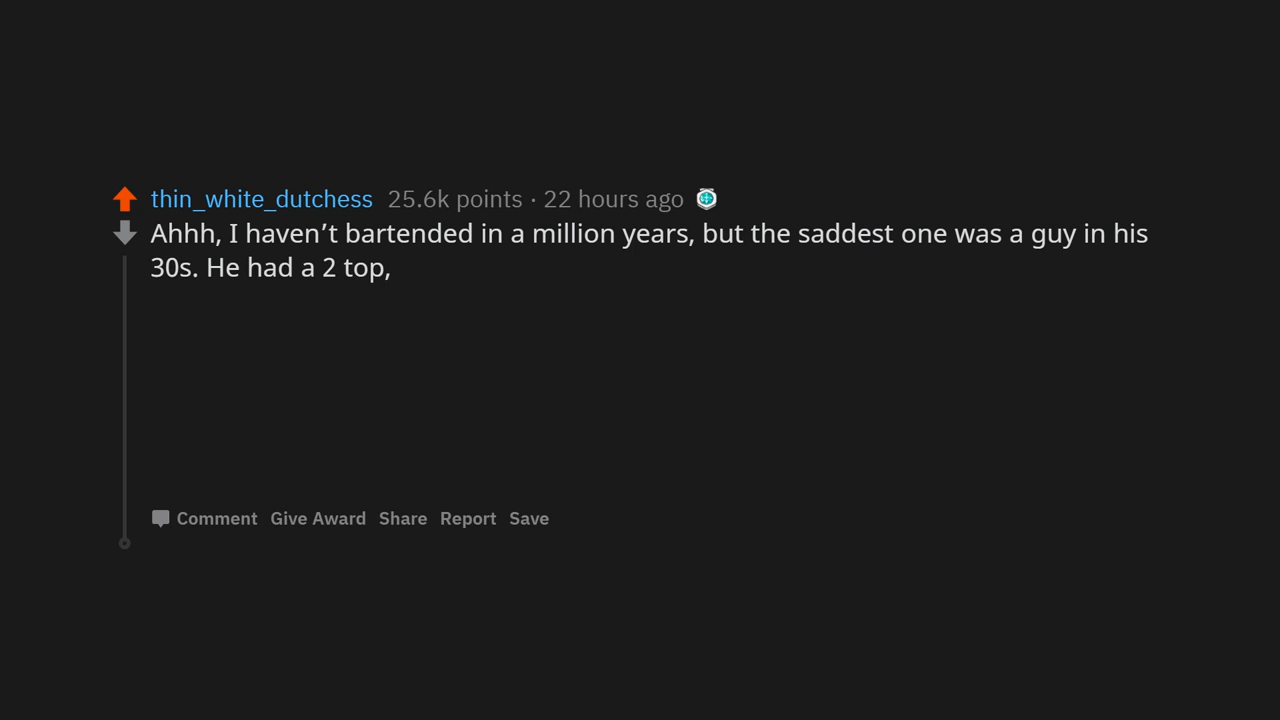 thin_white_dutchess 25.6k points · 22 hours ago
Ahhh, I haven’t bartended in a million years, but the saddest one was a guy in his
30s. He had a 2 top,
Comment Give Award Share Report Save